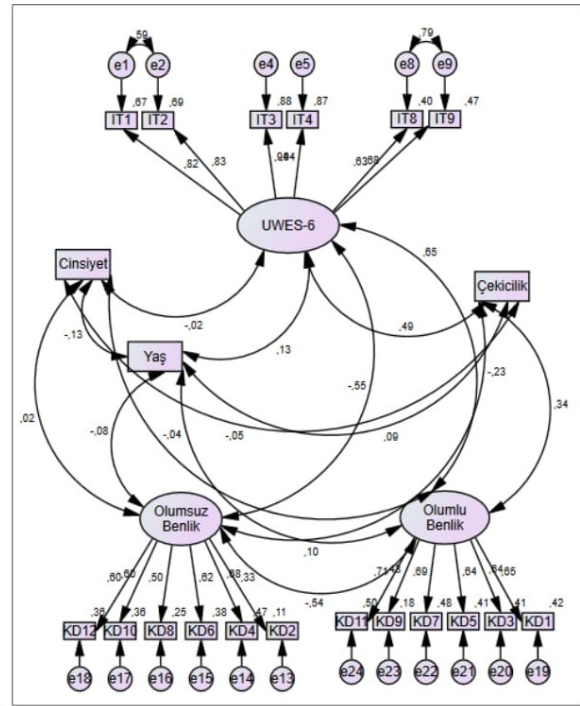 ,59 ,79
e1 e2 e4 e5 e8 e9
,67 ,69 ,88 ,87 ,40 ,47
IT1 IT2 IT3 IT4 IT8 IT9
,82 ,83 ,63
UWES-6
,65
Cinsiyet
Çekicilik
-,02 ,49
-,13 ,13
Yaş
-,55 -,23
,02 -,08 -,04 -,05 ,09 ,34
Olumsuz
Benlik
Olumlu
Benlik
,10
-,54
,60 ,50 ,62 ,33 ,71 ,69 ,64 ,65
,36 ,36 ,25 ,38 ,47 ,11 ,50 ,18 ,48 ,41 ,41 ,42
KD12 KD10 KD8 KD6 KD4 KD2 KD11 KD9 KD7 KD5 KD3 KD1
e18 e17 e16 e15 e14 e13 e24 e23 e22 e21 e20 e19